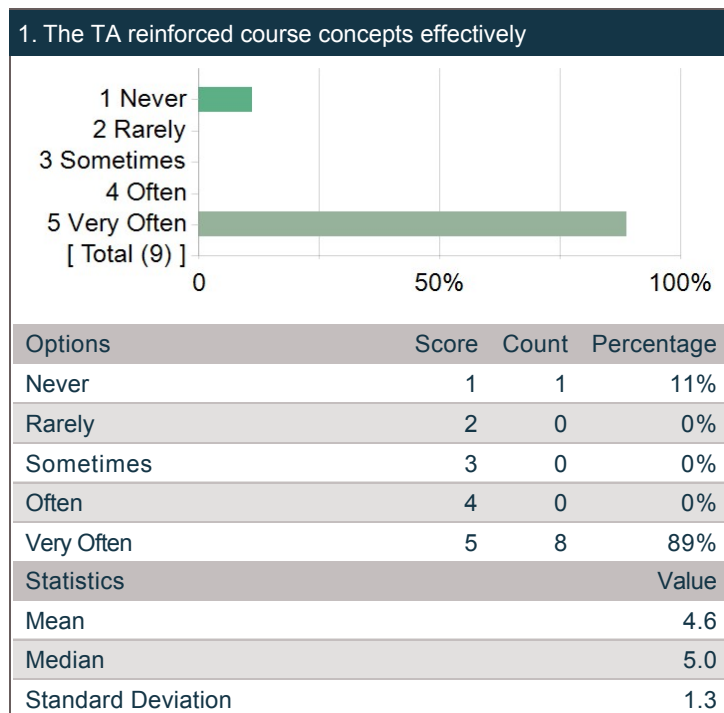 1. The TA reinforced course concepts effectively
1 Never
2 Rarely
3 Sometimes
4 Often
5 Very Often
[ Total (9) ]
0 50% 100%
Options Score Count Percentage
Never 1 1 11%
Rarely 2 0 0%
Sometimes 3 0 0%
Often 4 0 0%
Very Often 5 8 89%
Statistics Value
Mean 4.6
Median 5.0
Standard Deviation 1.3